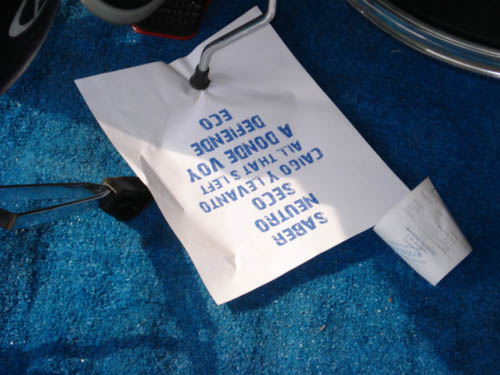 SABER
NEUTRO
SECO
CAIGO Y LEVANTO
ALL THAT'S LEFT
A DONDE VOY
DEFIENDE
ECO